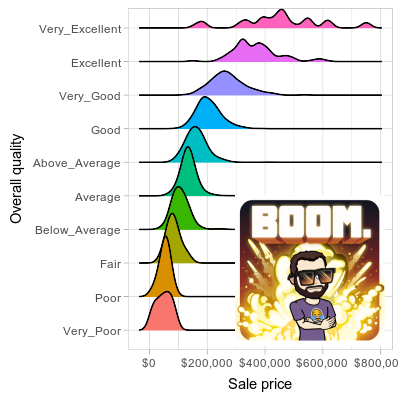 Very_Excellent
Excellent
Very_Good
Good
Above_Average
Average
Below_Average
Fair
Poor
Very_Poor
Overall quality
BOOM.
$0 $200,000 $400,000 $600,000 $800,0
Sale price